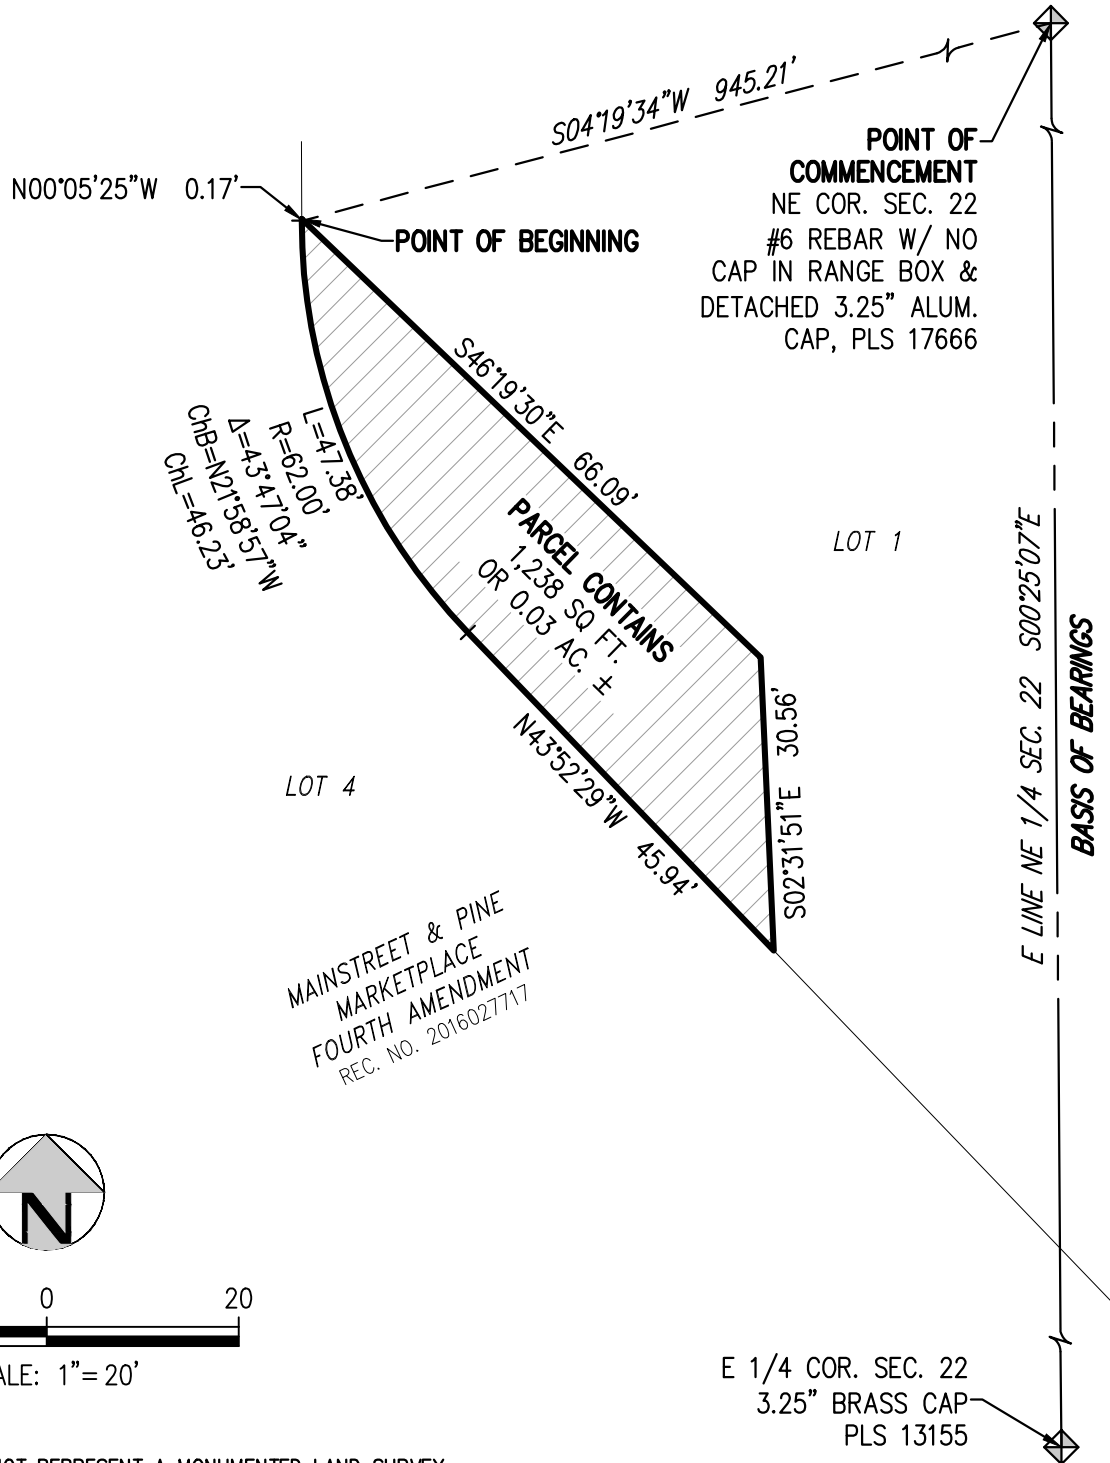 S04°19'34"W 945.21'
POINT OF
COMMENCEMENT
NE COR. SEC. 22
#6 REBAR W/ NO
CAP IN RANGE BOX &
DETACHED 3.25" ALUM.
CAP, PLS 17666
N00°05'25"W 0.17'
POINT OF BEGINNING
S46°19'30"E 66.09'
L=47.38'
R=62.00'
Δ=43°47'04"
ChB=N21°58'57"W
ChL=46.23'
PARCEL CONTAINS
1,238 SQ FT.
OR 0.03 AC. ±
LOT 1
E LINE NE 1/4 SEC. 22 S00°25'07"E
BASIS OF BEARINGS
S02°31'51"E 30.56'
N43°52'29"W 45.94'
LOT 4
MAINSTREET & PINE
MARKETPLACE
FOURTH AMENDMENT
REC. NO. 2016027717
N
0 20
ALE: 1"=20'
E 1/4 COR. SEC. 22
3.25" BRASS CAP
PLS 13155
NOT REPRESENT A MONUMENTED LAND SURVEY